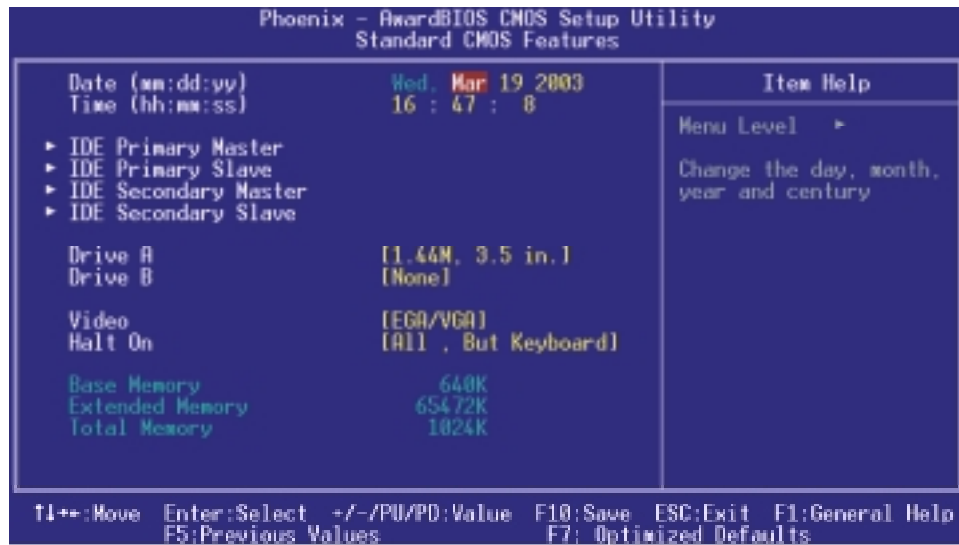 Phoenix - AwardBIOS CMOS Setup Utility
Standard CMOS Features
Date (mm:dd:yy) Wed, Mar 19 2003
Time (hh:mm:ss) 16 : 47 : 8
► IDE Primary Master
► IDE Primary Slave
► IDE Secondary Master
► IDE Secondary Slave
Drive A [1.44M, 3.5 in.]
Drive B [None]
Video [EGA/VGA]
Halt On [All , But Keyboard]
Base Memory 640K
Extended Memory 65472K
Total Memory 1024K
Item Help
Menu Level ►
Change the day, month,
year and century
↑↓→←:Move Enter:Select +/-/PU/PD:Value F10:Save ESC:Exit F1:General Help
F5:Previous Values F7: Optimized Defaults